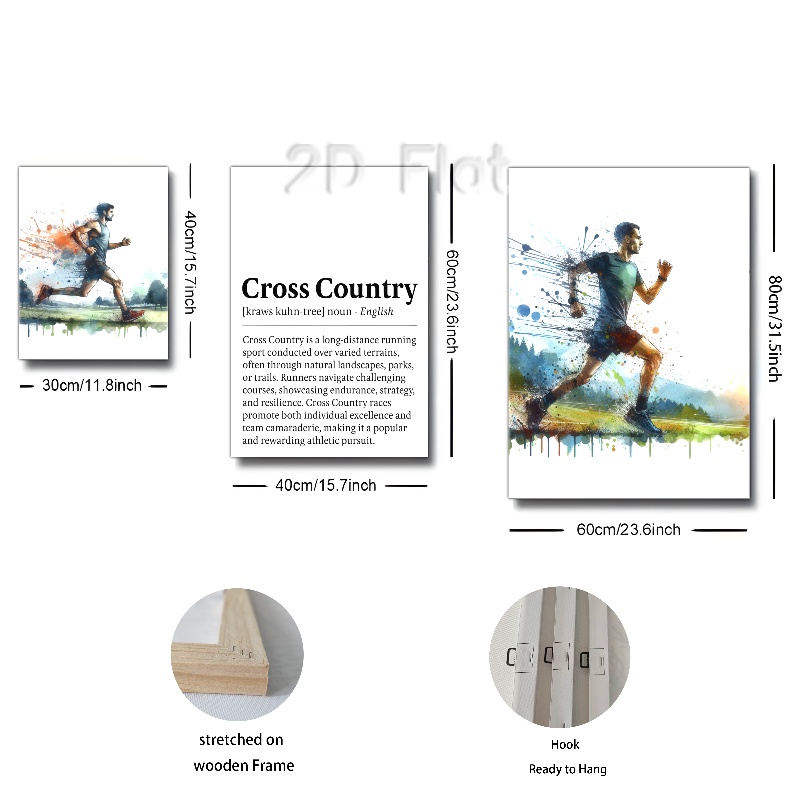 2D Flat
40cm/15.7inch
30cm/11.8inch
Cross Country
[kraws kuhn-tree] noun - English
Cross Country is a long-distance running
sport conducted over varied terrains,
often through natural landscapes, parks,
or trails. Runners navigate challenging
courses, showcasing endurance, strategy,
and resilience. Cross Country races
promote both individual excellence and
team camaraderie, making it a popular
and rewarding athletic pursuit.
60cm/23.6inch
40cm/15.7inch
80cm/31.5inch
60cm/23.6inch
stretched on
wooden Frame
Hook
Ready to Hang